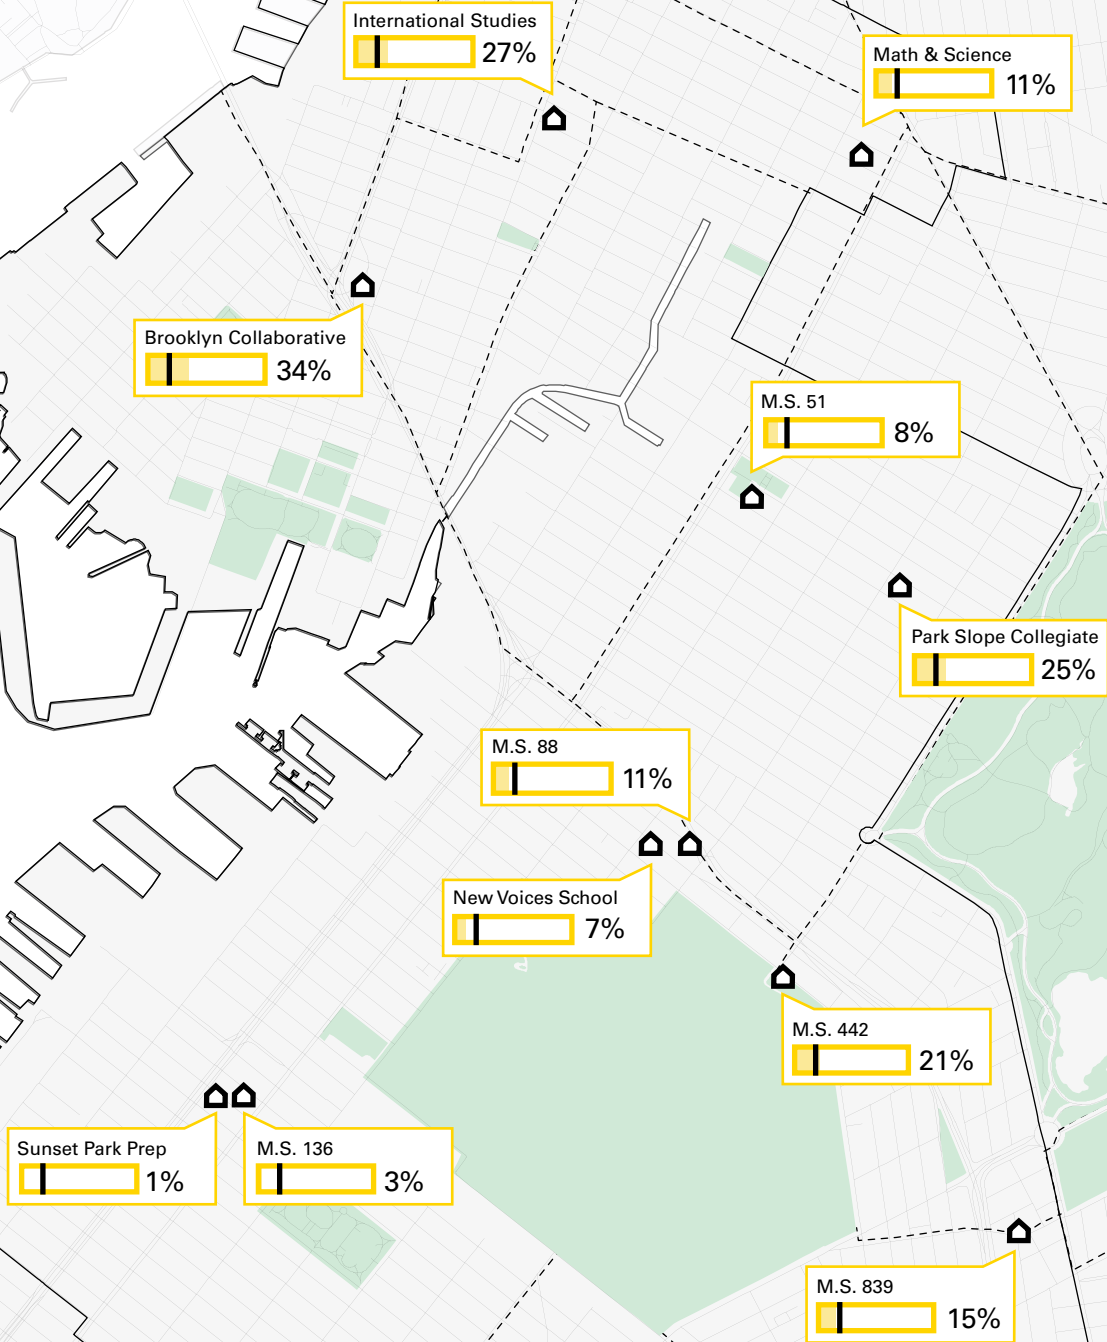 International Studies
27%
Math & Science
11%
Brooklyn Collaborative
34%
M.S. 51
8%
Park Slope Collegiate
25%
M.S. 88
11%
New Voices School
7%
M.S. 442
21%
Sunset Park Prep
1%
M.S. 136
3%
M.S. 839
15%